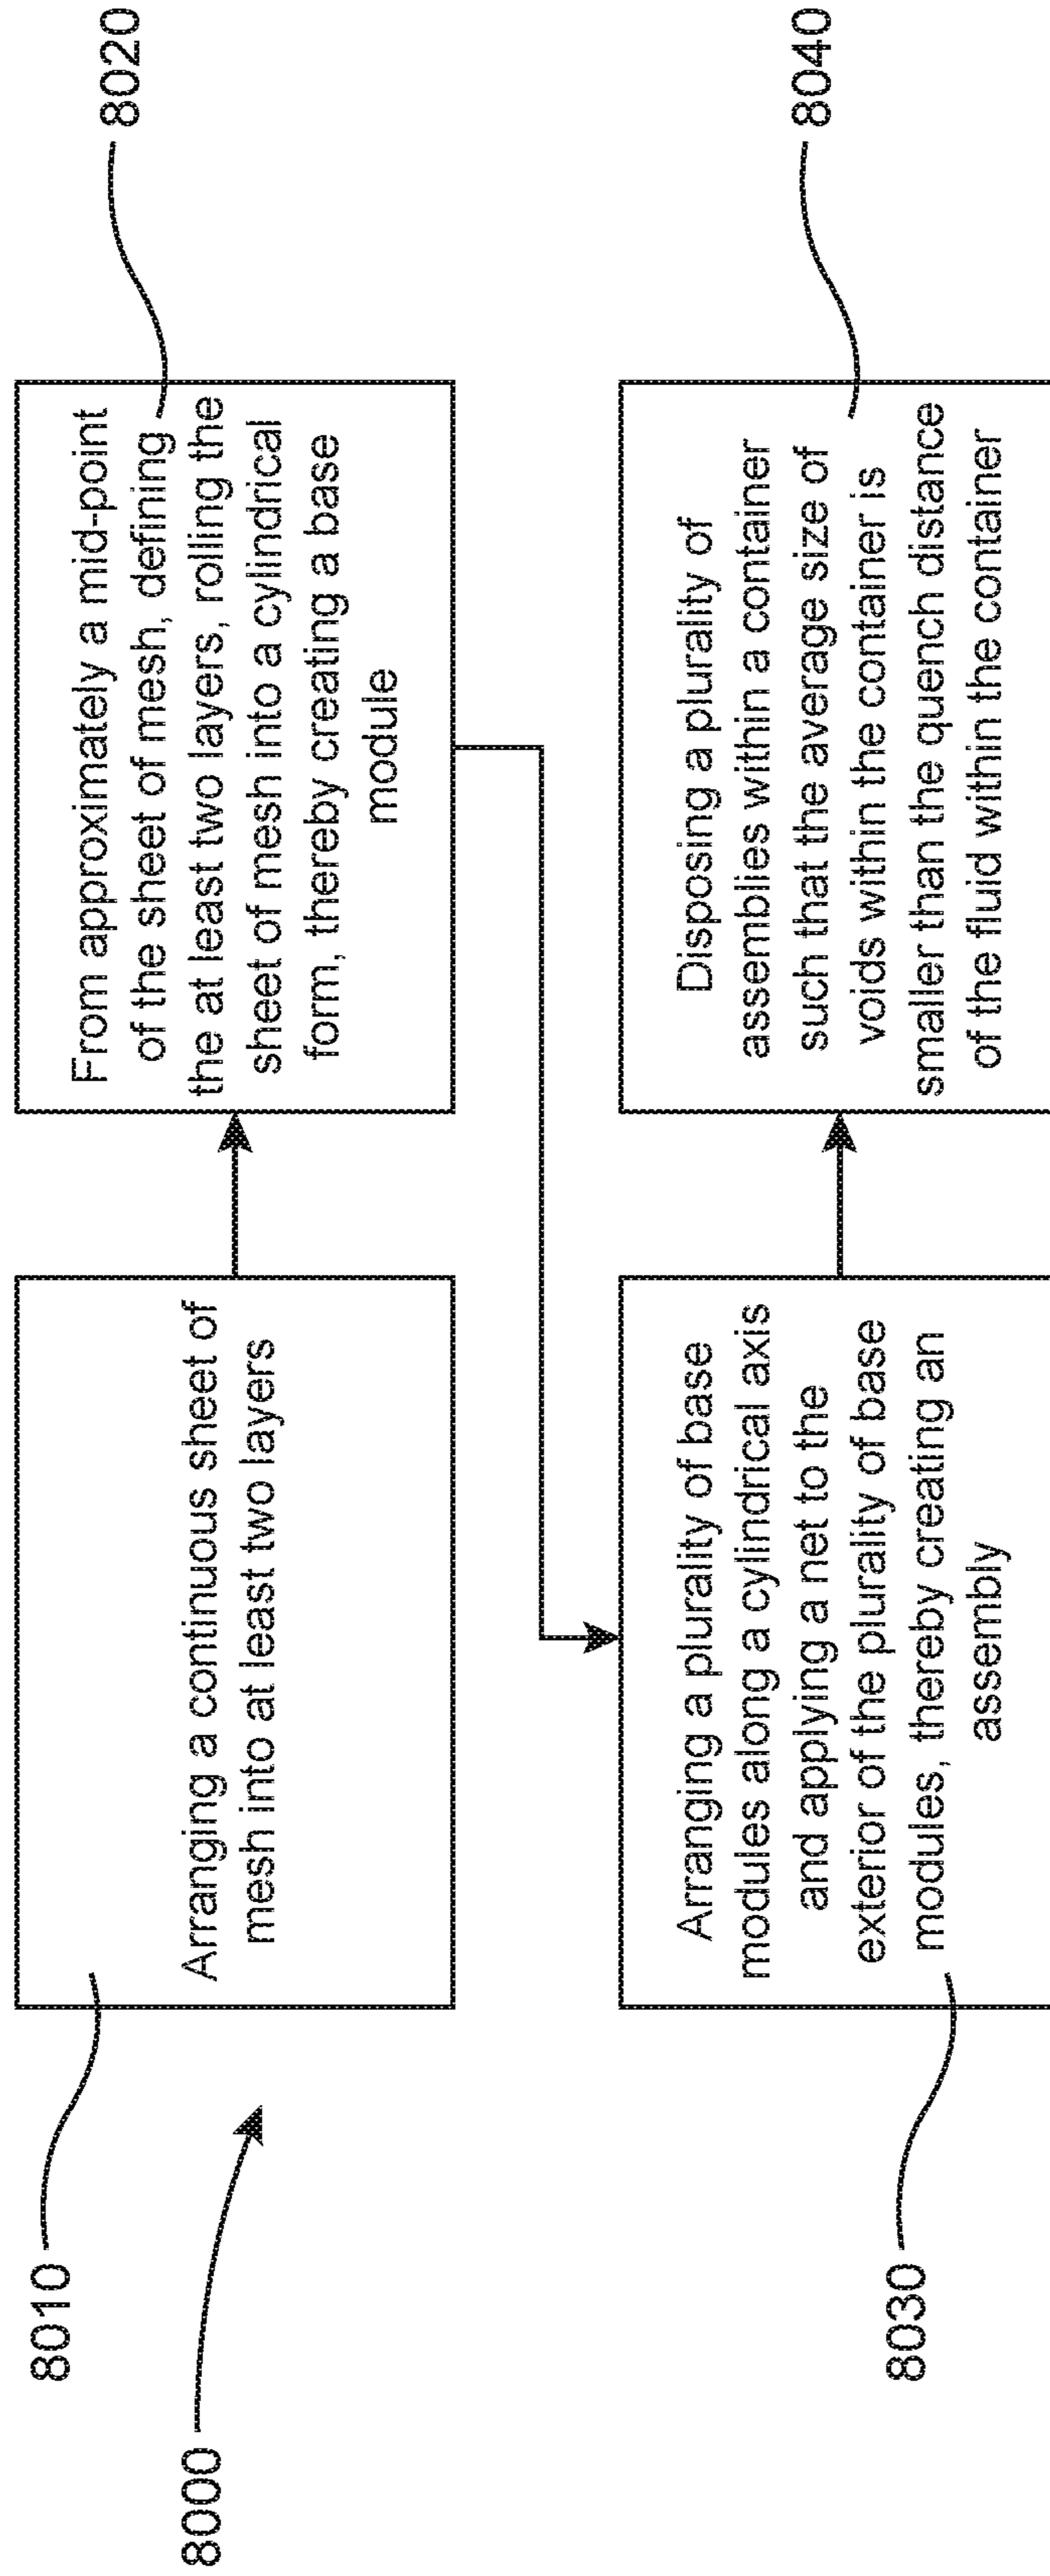 8010
Arranging a continuous sheet of
mesh into at least two layers
8020
From approximately a mid-point
of the sheet of mesh, defining
the at least two layers, rolling the
sheet of mesh into a cylindrical
form, thereby creating a base
module
8000
8030
Arranging a plurality of base
modules along a cylindrical axis
and applying a net to the
exterior of the plurality of base
modules, thereby creating an
assembly
8040
Disposing a plurality of
assemblies within a container
such that the average size of
voids within the container is
smaller than the quench distance
of the fluid within the container